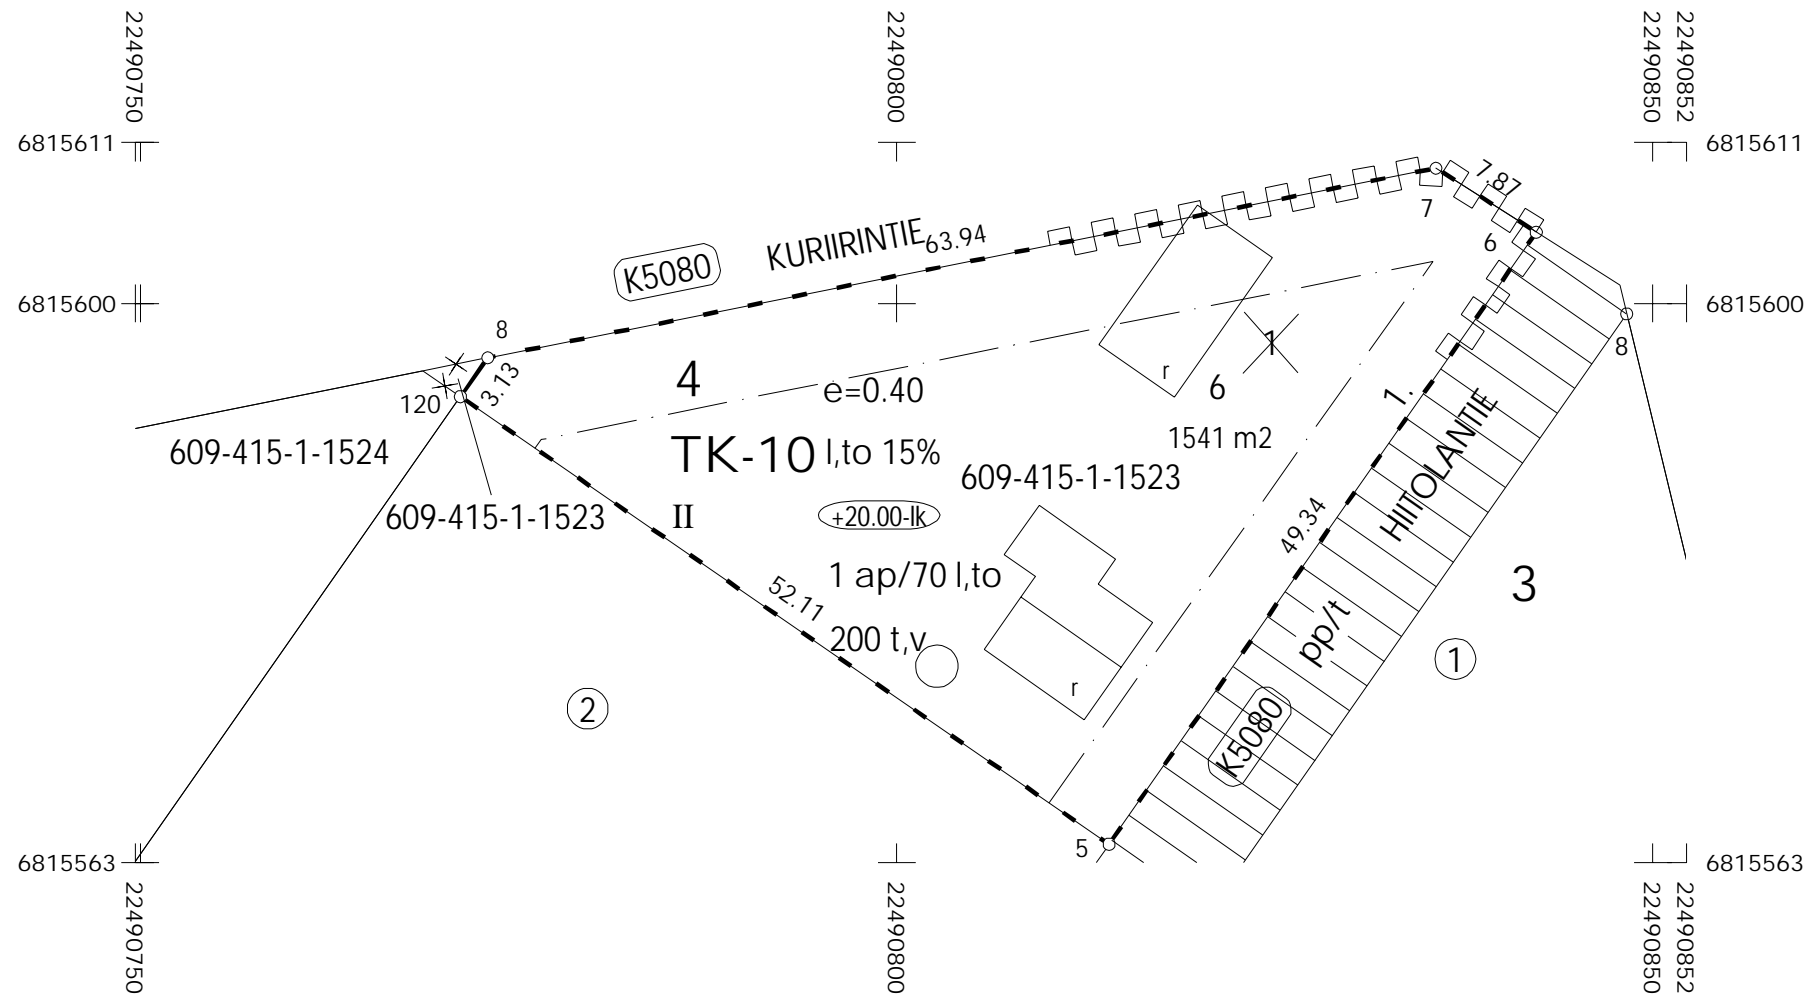 22490750
22490800
22490850
22490852
6815611
6815611
7.87
7
KURIIRINTIE
63.94
6
K5080
6815600
6815600
8
8
1
3.13
4
e=0.40
6
1.
120
1541 m2
HIITOLANTIE
609-415-1-1524
TK-10
l,to 15%
609-415-1-1523
609-415-1-1523
II
+20.00-lk
49.34
1 ap/70 l,to
3
52.11
200 t,v
pp/t
1
r
r
2
K5080
5
6815563
6815563
22490750
22490800
22490850
22490852